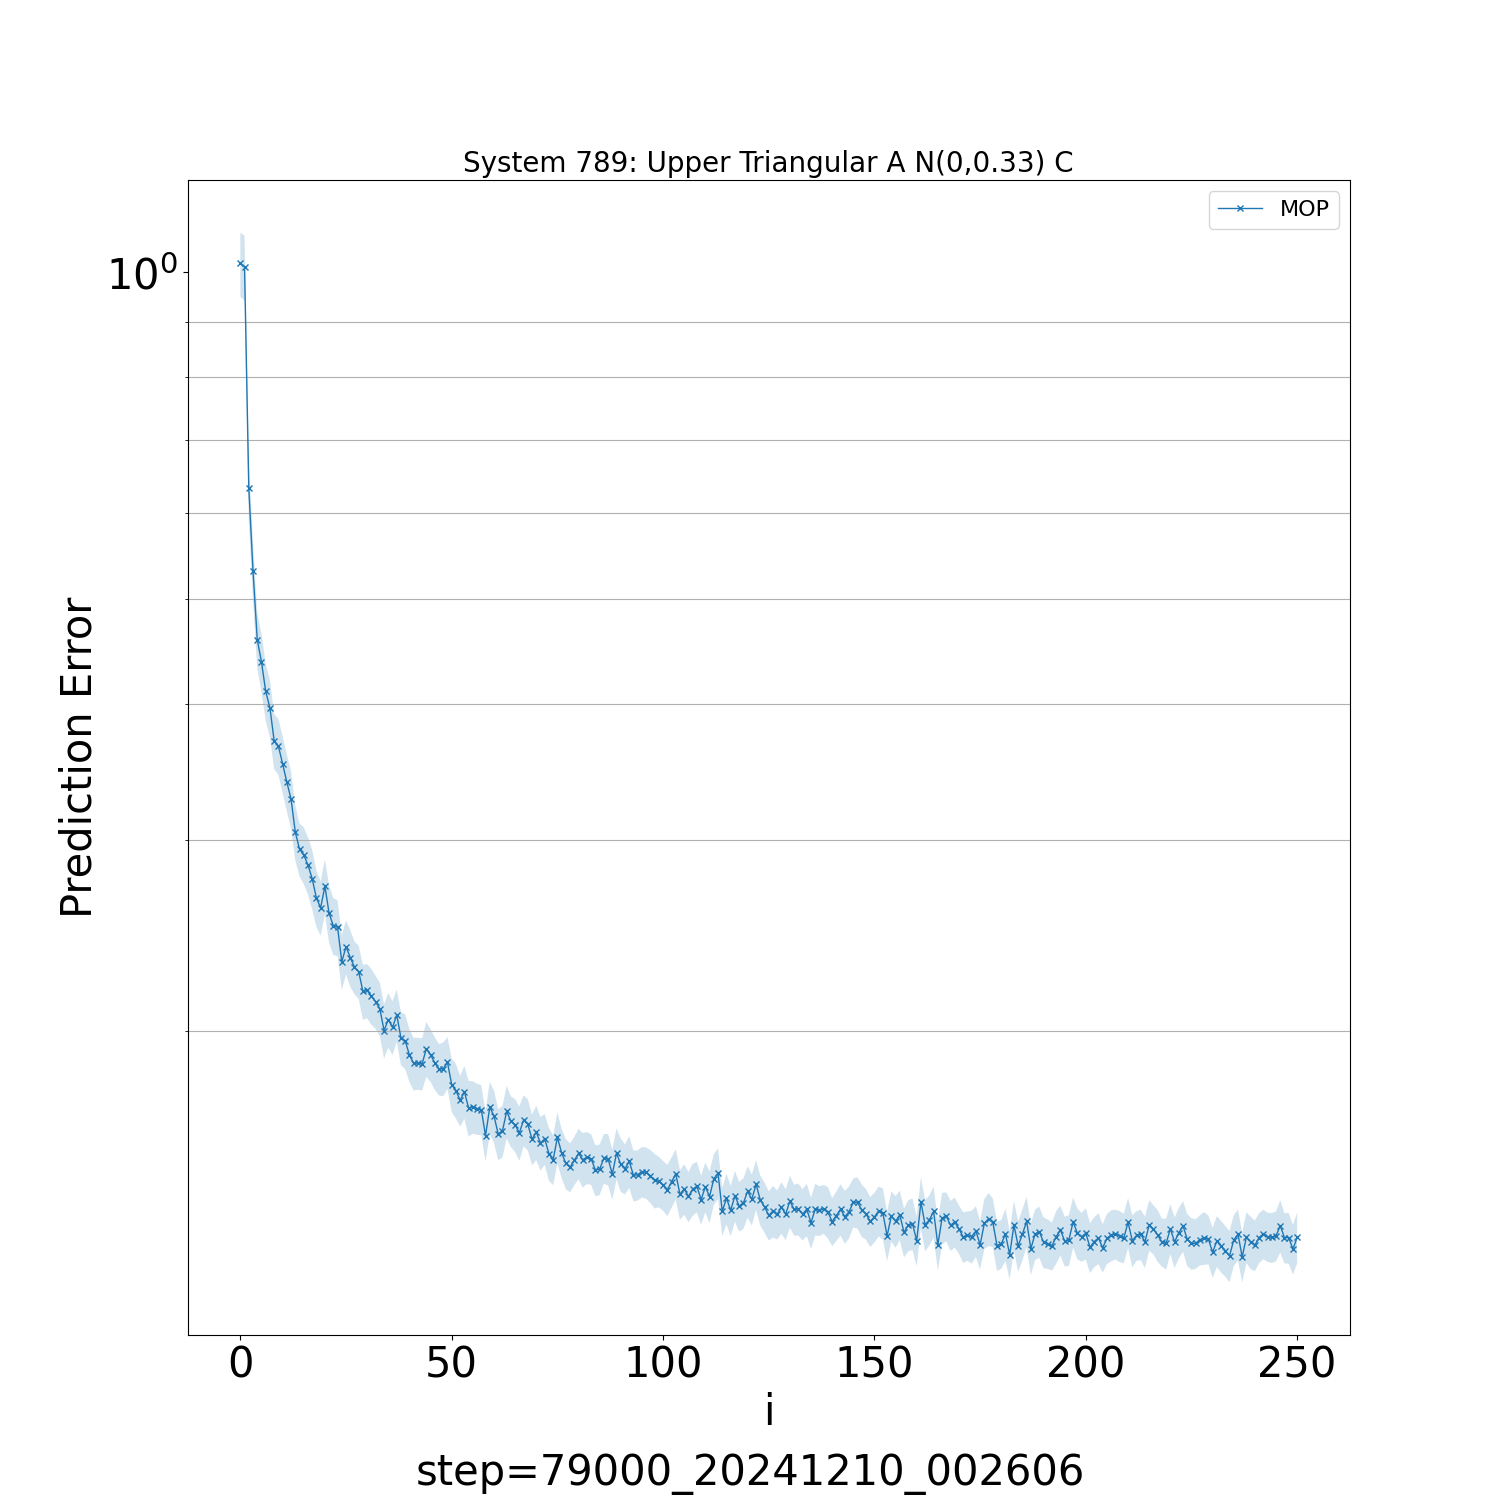 System 789: Upper Triangular A N(0,0.33) C
MOP
10⁰
Prediction Error
0 50 100 150 200 250
i
step=79000_20241210_002606